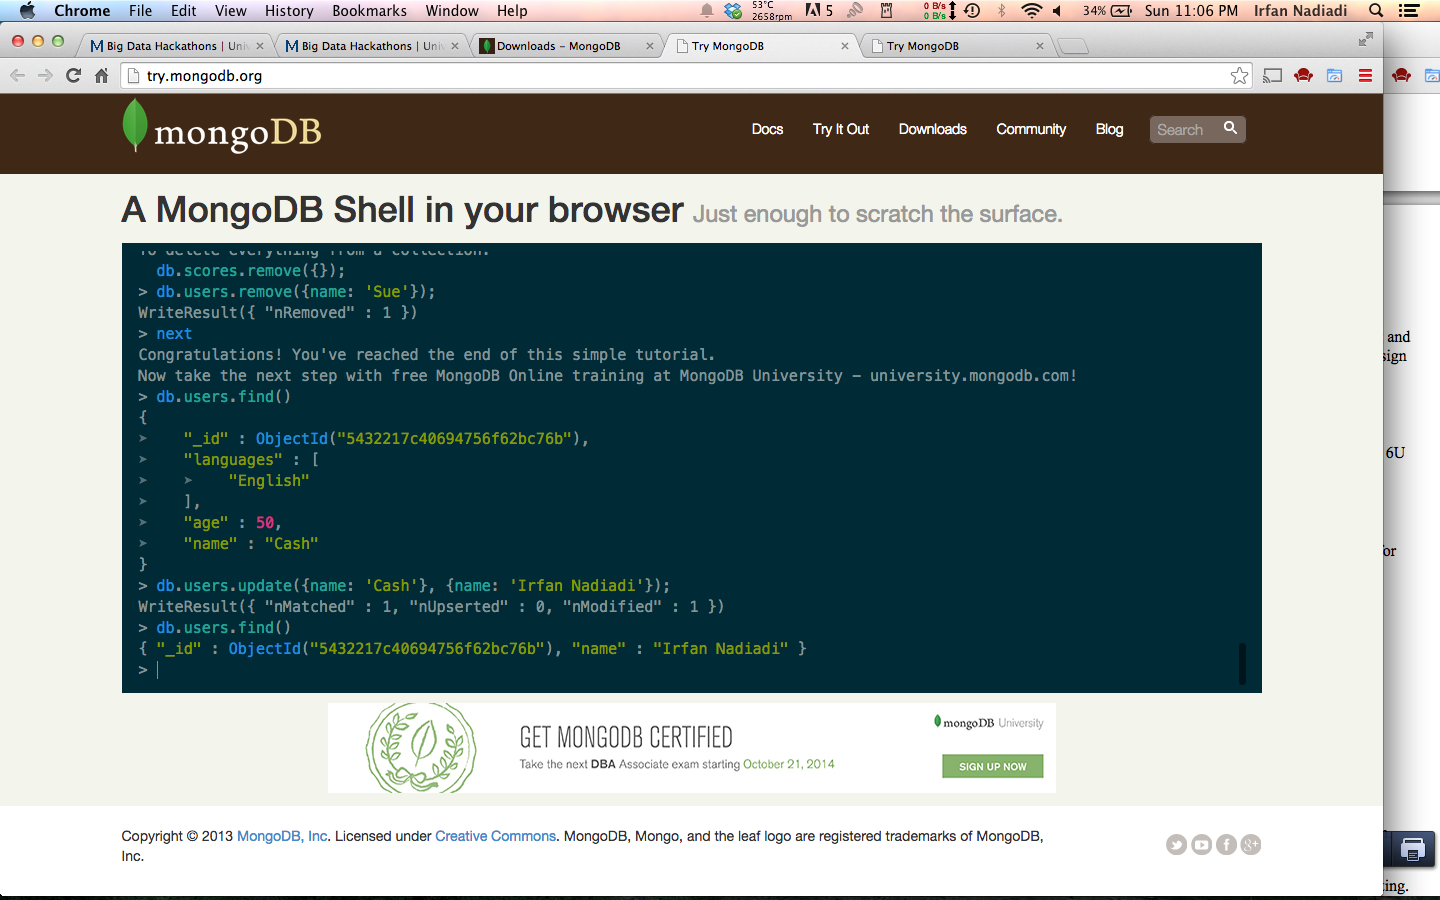 Chrome File Edit View History Bookmarks Window Help 53°C 2658rpm 5 0 B/s 0 B/s 34% Sun 11:06 PM Irfan Nadiadi
Big Data Hackathons | Univ Big Data Hackathons | Univ Downloads - MongoDB Try MongoDB Try MongoDB
try.mongodb.org
mongoDB
Docs Try It Out Downloads Community Blog Search
A MongoDB Shell in your browser Just enough to scratch the surface.
To delete everything from a collection:
db.scores.remove({});
> db.users.remove({name: 'Sue'});
WriteResult({ "nRemoved" : 1 })
> next
Congratulations! You've reached the end of this simple tutorial.
Now take the next step with free MongoDB Online training at MongoDB University - university.mongodb.com!
> db.users.find()
{
"_id" : ObjectId("5432217c40694756f62bc76b"),
"languages" : [
"English"
],
"age" : 50,
"name" : "Cash"
}
> db.users.update({name: 'Cash'}, {name: 'Irfan Nadiadi'});
WriteResult({ "nMatched" : 1, "nUpserted" : 0, "nModified" : 1 })
> db.users.find()
{ "_id" : ObjectId("5432217c40694756f62bc76b"), "name" : "Irfan Nadiadi" }
>
GET MONGODB CERTIFIED
Take the next DBA Associate exam starting October 21, 2014
mongoDB University
SIGN UP NOW
Copyright © 2013 MongoDB, Inc. Licensed under Creative Commons. MongoDB, Mongo, and the leaf logo are registered trademarks of MongoDB,
Inc.
and
sign
6U
or
ting.